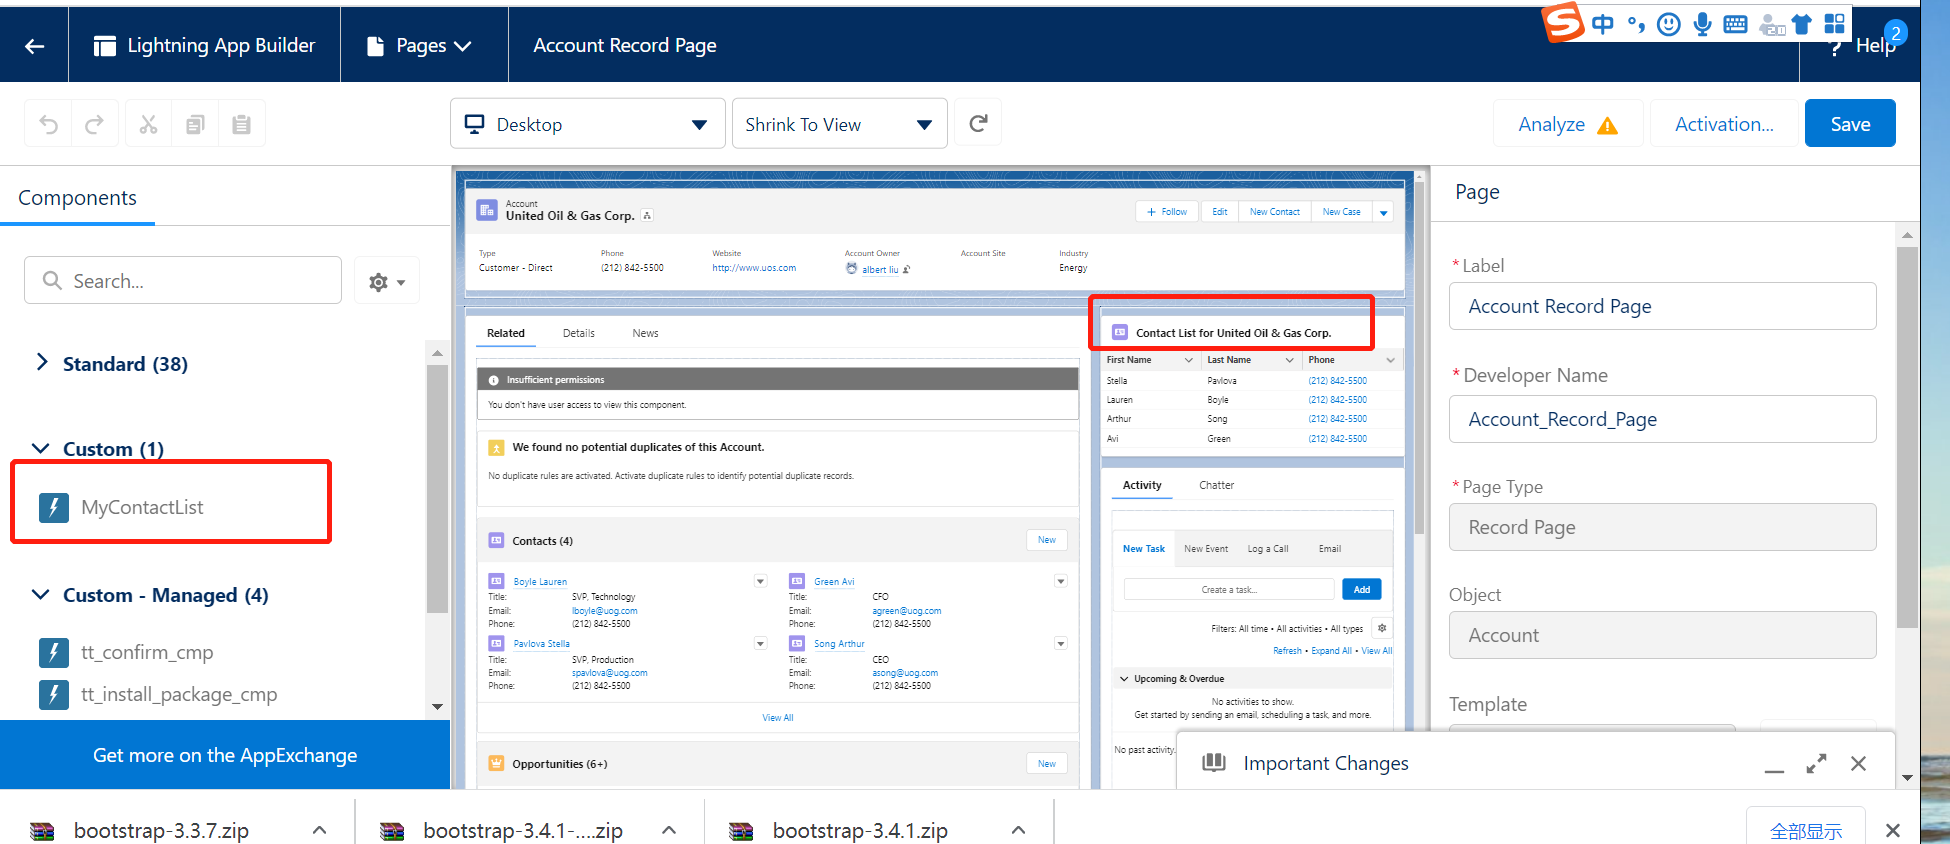 Lightning App Builder
Pages
Account Record Page
中
2
? Help
Desktop
Shrink To View
Analyze
Activation...
Save
Components
Search...
Standard (38)
Custom (1)
MyContactList
Custom - Managed (4)
tt_confirm_cmp
tt_install_package_cmp
Get more on the AppExchange
Account
United Oil & Gas Corp.
+ Follow
Edit
New Contact
New Case
Type
Customer - Direct
Phone
(212) 842-5500
Website
http://www.uos.com
Account Owner
albert liu
Account Site
Industry
Energy
Related
Details
News
Insufficient permissions
You don't have user access to view this component.
We found no potential duplicates of this Account.
No duplicate rules are activated. Activate duplicate rules to identify potential duplicate records.
Contacts (4)
New
Boyle Lauren
Title: SVP, Technology
Email: lboyle@uog.com
Phone: (212) 842-5500
Green Avi
Title: CFO
Email: agreen@uog.com
Phone: (212) 842-5500
Pavlova Stella
Title: SVP, Production
Email: spavlova@uog.com
Phone: (212) 842-5500
Song Arthur
Title: CEO
Email: asong@uog.com
Phone: (212) 842-5500
View All
Opportunities (6+)
New
Contact List for United Oil & Gas Corp.
First Name Last Name Phone
Stella Pavlova (212) 842-5500
Lauren Boyle (212) 842-5500
Arthur Song (212) 842-5500
Avi Green (212) 842-5500
Activity
Chatter
New Task
New Event
Log a Call
Email
Create a task...
Add
Filters: All time • All activities • All types
Refresh • Expand All • View All
Upcoming & Overdue
No activities to show.
Get started by sending an email, scheduling a task, and more.
No past activity.
Page
*Label
Account Record Page
*Developer Name
Account_Record_Page
*Page Type
Record Page
Object
Account
Template
Important Changes
bootstrap-3.3.7.zip
bootstrap-3.4.1-....zip
bootstrap-3.4.1.zip
全部显示